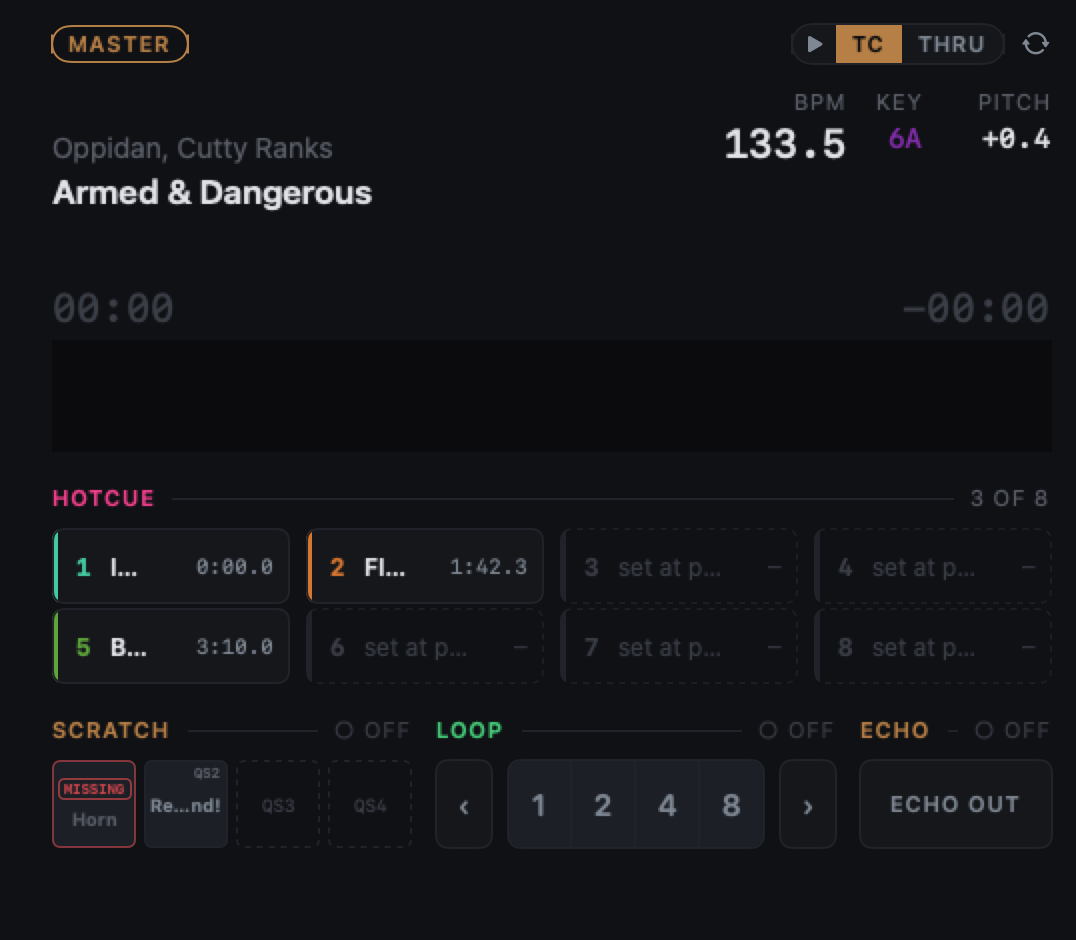 MASTER
TC THRU
BPM KEY PITCH
133.5 6A +0.4
Oppidan, Cutty Ranks
Armed & Dangerous
00:00 −00:00
HOTCUE 3 OF 8
1 I... 0:00.0 2 Fl... 1:42.3 3 set at p... – 4 set at p... –
5 B... 3:10.0 6 set at p... – 7 set at p... – 8 set at p... –
SCRATCH OFF LOOP OFF ECHO OFF
MISSING Horn QS2 Re...nd! QS3 QS4 ‹ 1 2 4 8 › ECHO OUT